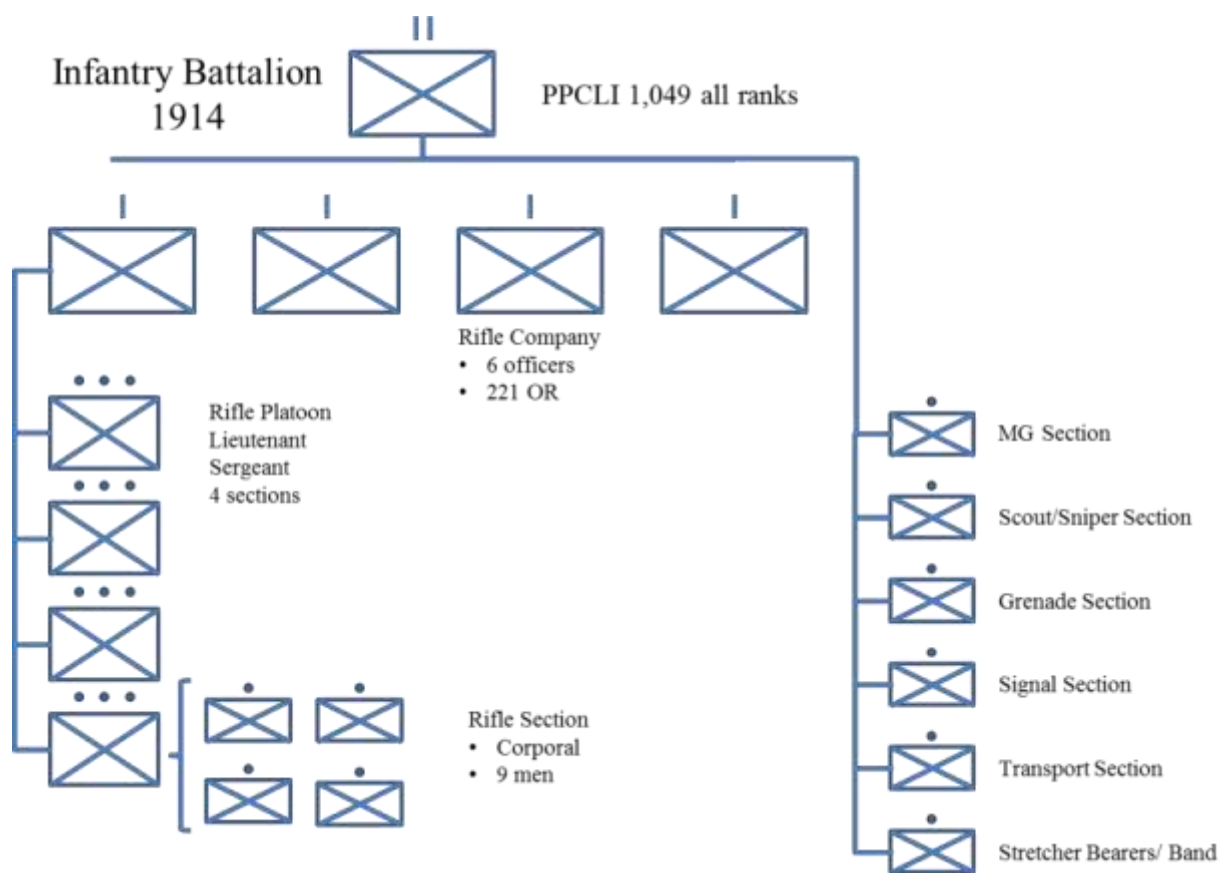 Infantry Battalion
1914
PPCLI 1,049 all ranks
Rifle Company
• 6 officers
• 221 OR
Rifle Platoon
Lieutenant
Sergeant
4 sections
Rifle Section
• Corporal
• 9 men
MG Section
Scout/Sniper Section
Grenade Section
Signal Section
Transport Section
Stretcher Bearers/ Band